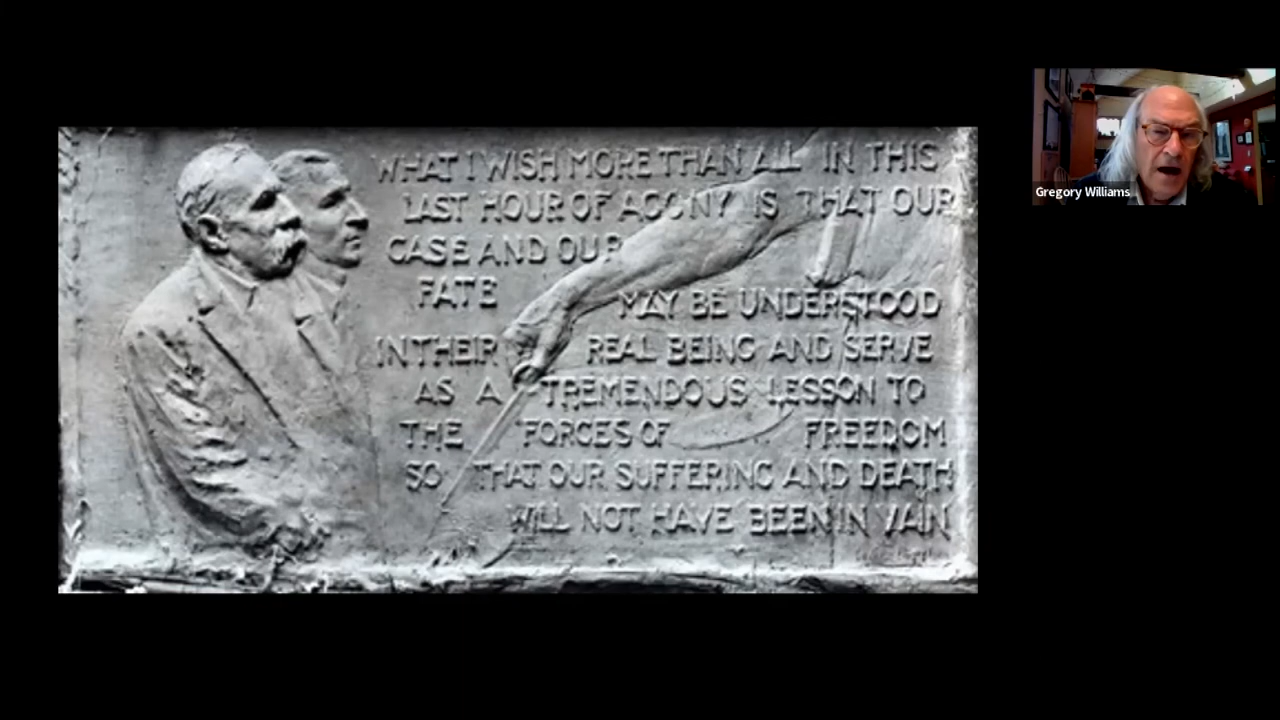 WHAT I WISH MORE THAN ALL IN THIS
LAST HOUR OF AGONY IS THAT OUR
CASE AND OUR
FATE MAY BE UNDERSTOOD
IN THEIR REAL BEING AND SERVE
AS A TREMENDOUS LESSON TO
THE FORCES OF FREEDOM
SO THAT OUR SUFFERING AND DEATH
WILL NOT HAVE BEEN IN VAIN
Gregory Williams